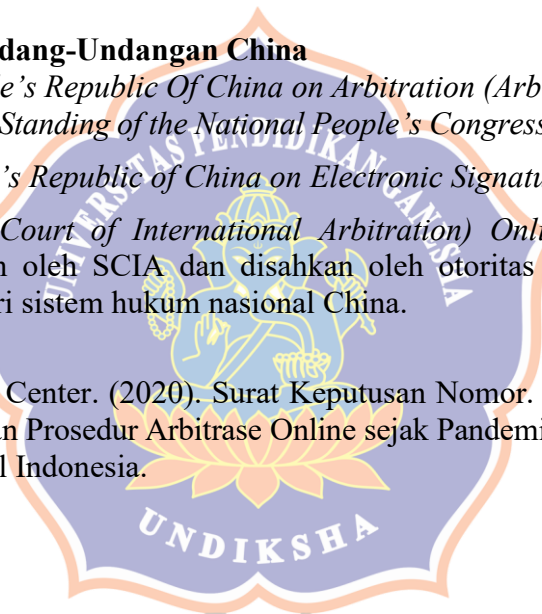 dang-Undangan China
e's Republic Of China on Arbitration (Arb
Standing of the National People's Congress
's Republic of China on Electronic Signatu
Court of International Arbitration) Onli
n oleh SCIA dan disahkan oleh otoritas
ri sistem hukum nasional China.
Center. (2020). Surat Keputusan Nomor.
an Prosedur Arbitrase Online sejak Pandemi
l Indonesia.
UNIVERSITAS PENDIDIKAN GANESHA
UNDIKSHA